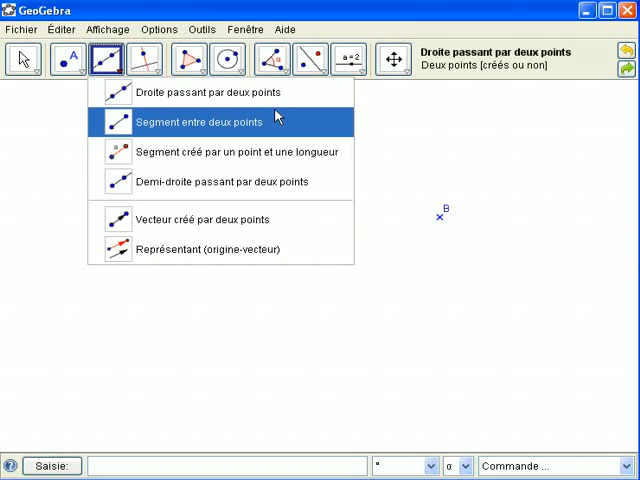 GeoGebra
Fichier Éditer Affichage Options Outils Fenêtre Aide
A
α
a = 2
Droite passant par deux points
Deux points [créés ou non]
Droite passant par deux points
Segment entre deux points
a
Segment créé par un point et une longueur
Demi-droite passant par deux points
Vecteur créé par deux points
Représentant (origine-vecteur)
B
? Saisie: ° α Commande ...